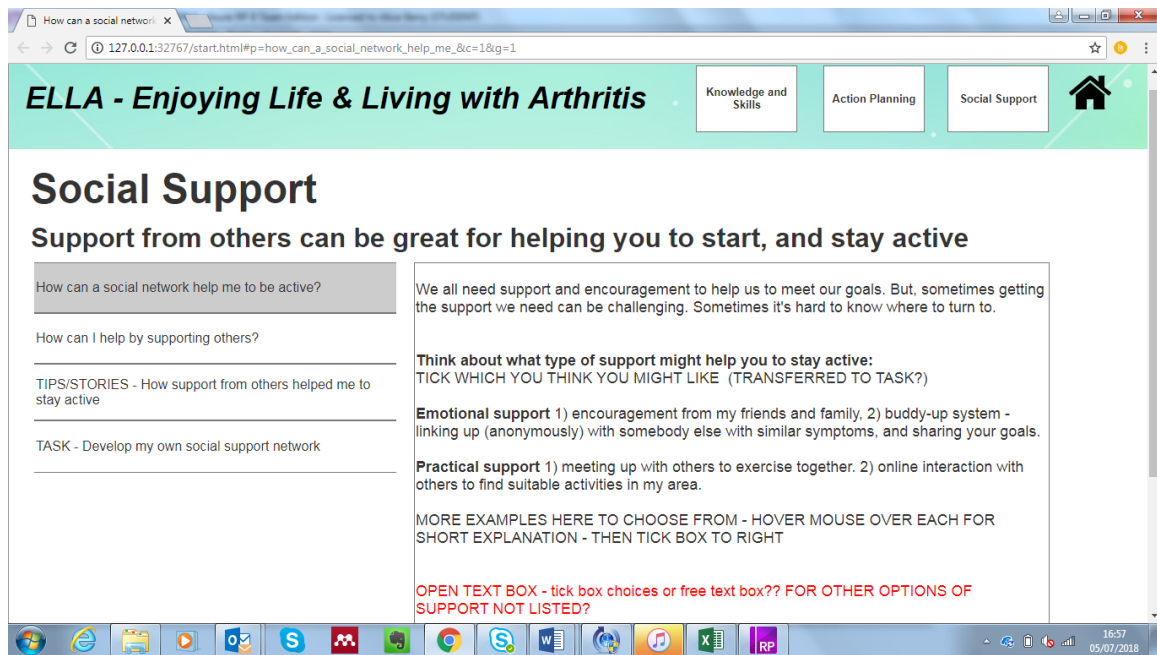 How can a social network
127.0.0.1:32767/start.html#p=how_can_a_social_network_help_me_&c=1&g=1
ELLA - Enjoying Life & Living with Arthritis
Knowledge and
Skills
Action Planning
Social Support
Social Support
Support from others can be great for helping you to start, and stay active
How can a social network help me to be active?
How can I help by supporting others?
TIPS/STORIES - How support from others helped me to
stay active
TASK - Develop my own social support network
We all need support and encouragement to help us to meet our goals. But, sometimes getting
the support we need can be challenging. Sometimes it's hard to know where to turn to.
Think about what type of support might help you to stay active:
TICK WHICH YOU THINK YOU MIGHT LIKE (TRANSFERRED TO TASK?)
Emotional support 1) encouragement from my friends and family, 2) buddy-up system -
linking up (anonymously) with somebody else with similar symptoms, and sharing your goals.
Practical support 1) meeting up with others to exercise together. 2) online interaction with
others to find suitable activities in my area.
MORE EXAMPLES HERE TO CHOOSE FROM - HOVER MOUSE OVER EACH FOR
SHORT EXPLANATION - THEN TICK BOX TO RIGHT
OPEN TEXT BOX - tick box choices or free text box?? FOR OTHER OPTIONS OF
SUPPORT NOT LISTED?
RP
16:57
05/07/2018